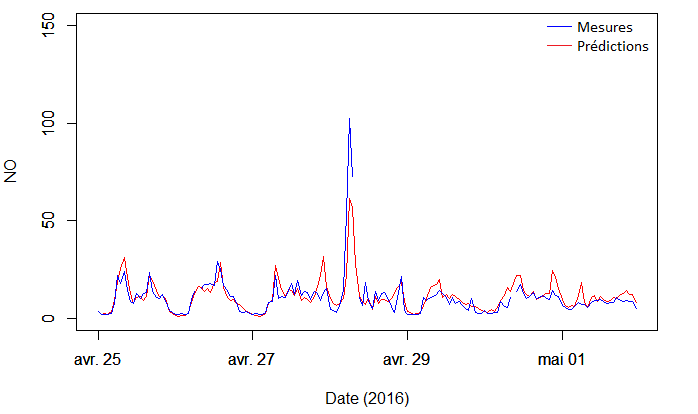 150
100
50
0
NO
Mesures
Prédictions
avr. 25
avr. 27
avr. 29
mai 01
Date (2016)